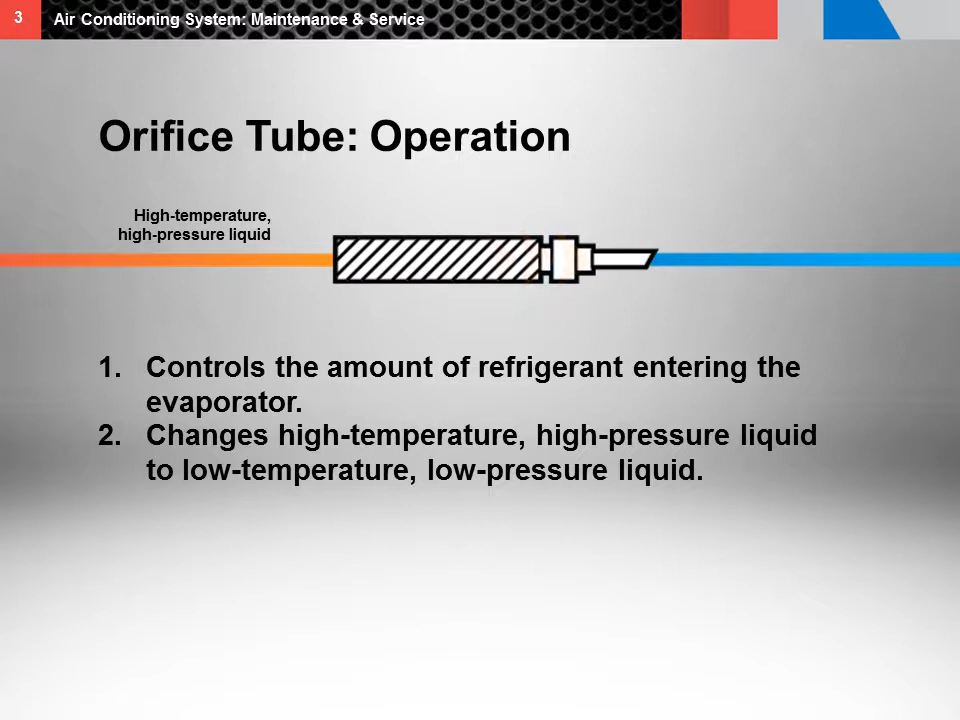 3
Air Conditioning System: Maintenance & Service
Orifice Tube: Operation
High-temperature,
high-pressure liquid
1. Controls the amount of refrigerant entering the
evaporator.
2. Changes high-temperature, high-pressure liquid
to low-temperature, low-pressure liquid.